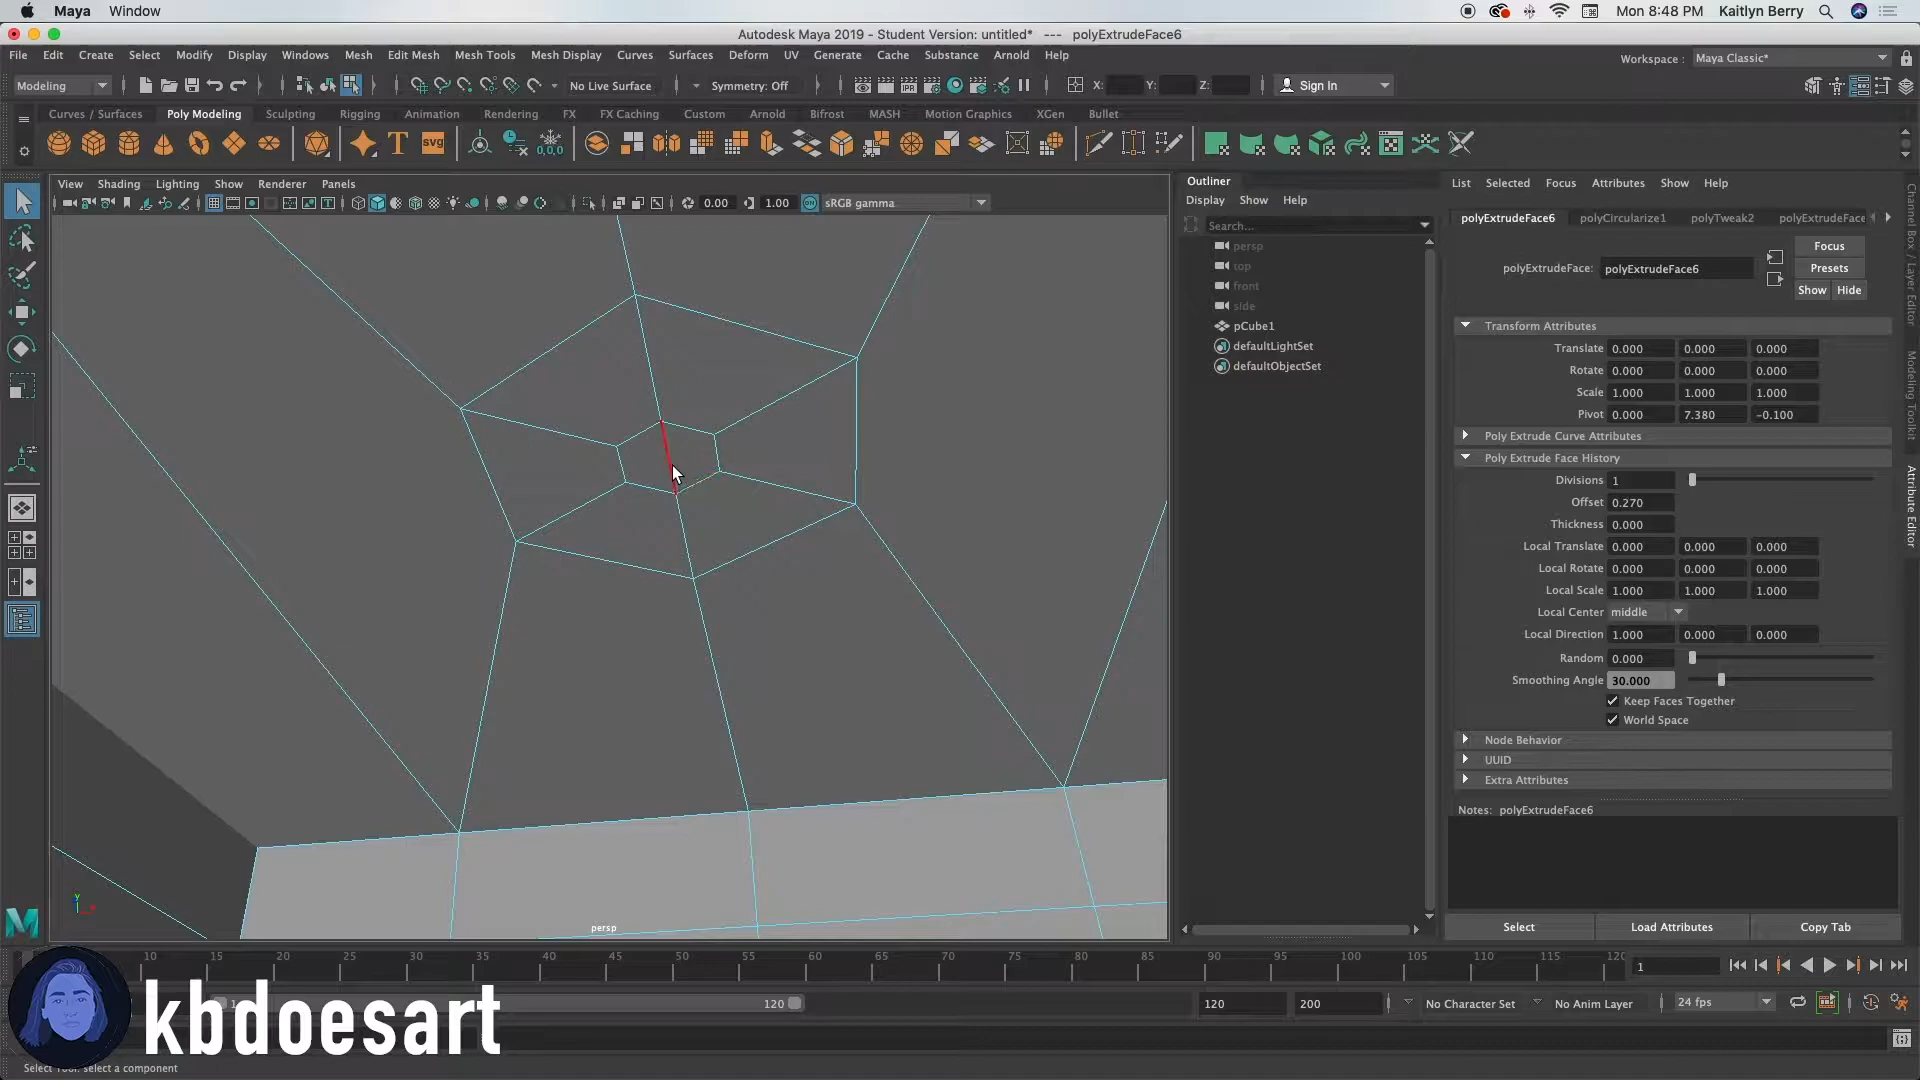 Maya Window Mon 8:48 PM Kaitlyn Berry
Autodesk Maya 2019 - Student Version: untitled* --- polyExtrudeFace6
File Edit Create Select Modify Display Windows Mesh Edit Mesh Mesh Tools Mesh Display Curves Surfaces Deform UV Generate Cache Substance Arnold Help
Workspace : Maya Classic*
Modeling No Live Surface Symmetry: Off X: Y: Z: Sign In
Curves / Surfaces Poly Modeling Sculpting Rigging Animation Rendering FX FX Caching Custom Arnold Bifrost MASH Motion Graphics XGen Bullet
View Shading Lighting Show Renderer Panels
0.00 1.00 sRGB gamma
persp
Outliner
Display Show Help
Search...
persp
top
front
side
pCube1
defaultLightSet
defaultObjectSet
List Selected Focus Attributes Show Help
polyExtrudeFace6 polyCircularize1 polyTweak2 polyExtrudeFace
Focus
polyExtrudeFace: polyExtrudeFace6 Presets
Show Hide
Transform Attributes
Translate 0.000 0.000 0.000
Rotate 0.000 0.000 0.000
Scale 1.000 1.000 1.000
Pivot 0.000 7.380 -0.100
Poly Extrude Curve Attributes
Poly Extrude Face History
Divisions 1
Offset 0.270
Thickness 0.000
Local Translate 0.000 0.000 0.000
Local Rotate 0.000 0.000 0.000
Local Scale 1.000 1.000 1.000
Local Center middle
Local Direction 1.000 0.000 0.000
Random 0.000
Smoothing Angle 30.000
Keep Faces Together
World Space
Node Behavior
UUID
Extra Attributes
Notes: polyExtrudeFace6
Select Load Attributes Copy Tab
Channel Box / Layer Editor
Modeling Toolkit
Attribute Editor
10 15 20 25 30 35 40 45 50 55 60 65 70 75 80 85 90 95 100 105 110 115 120 1
1 120 120 200 No Character Set No Anim Layer 24 fps
kbdoesart
Select Tool: select a component